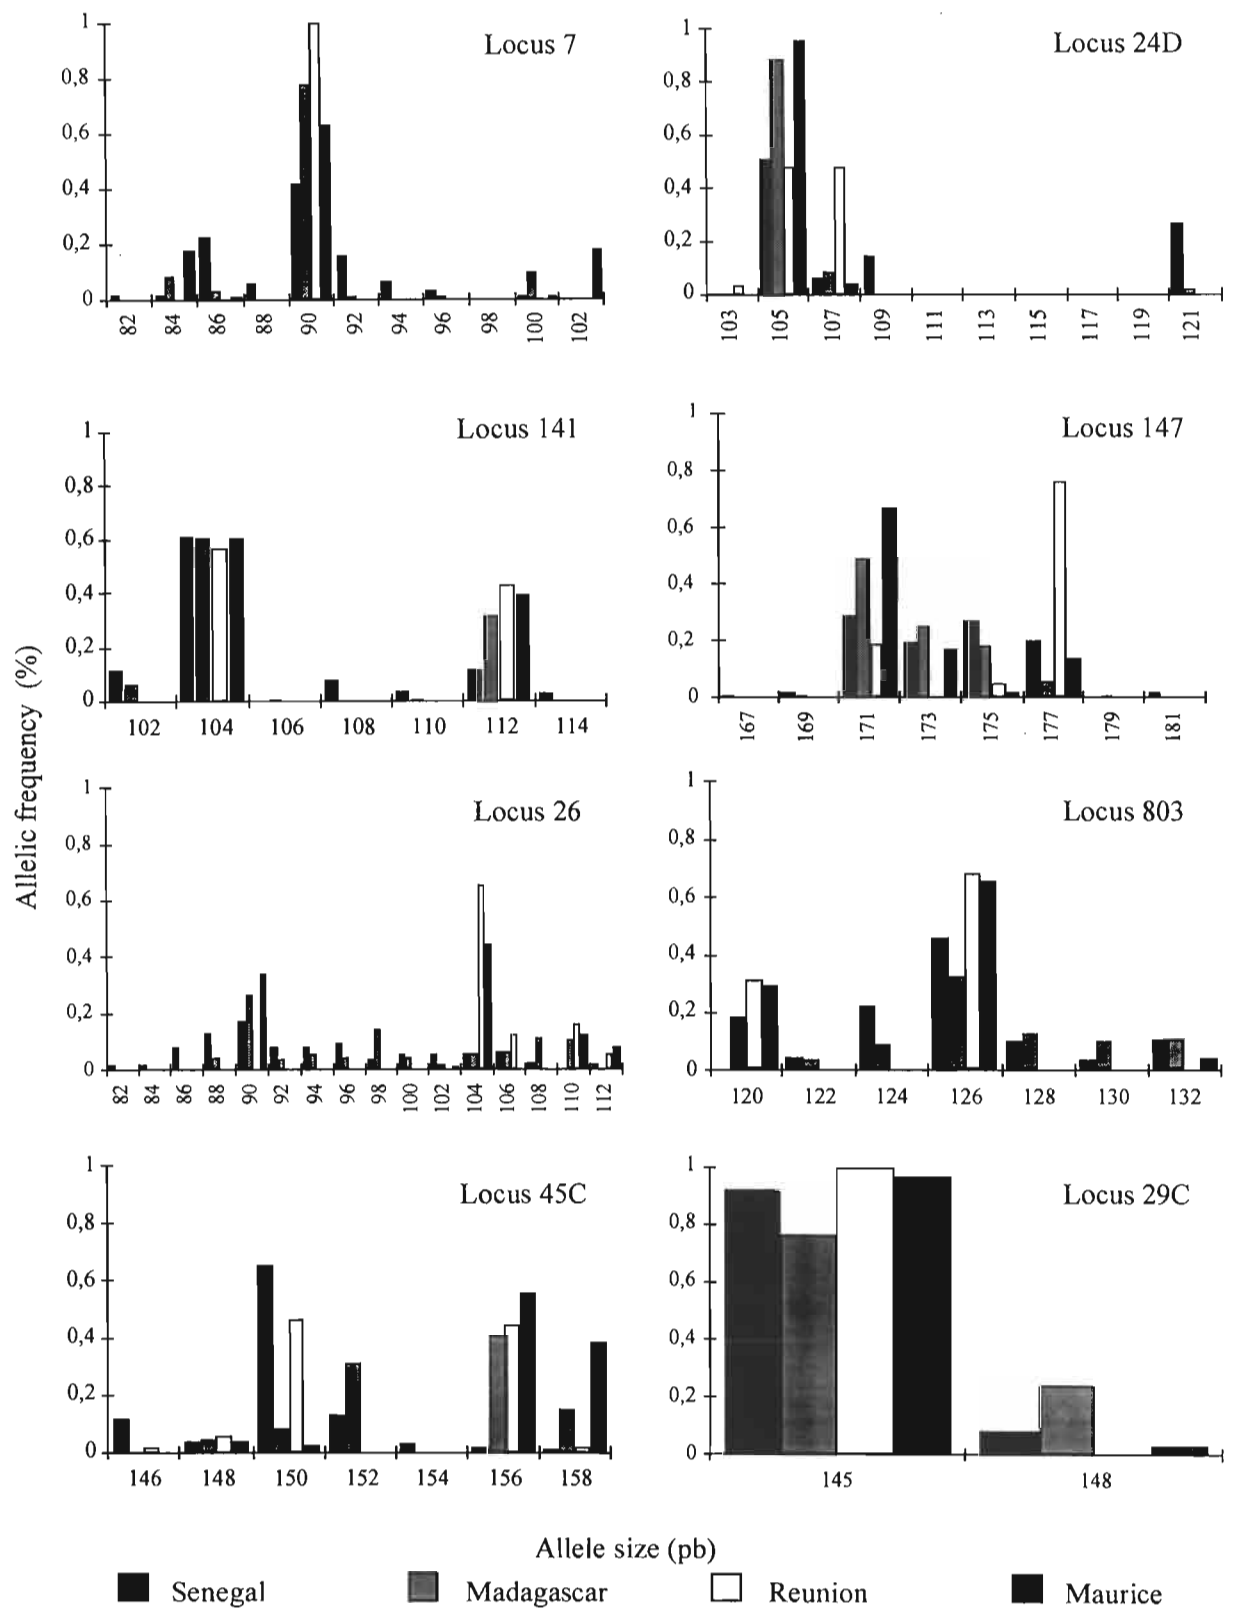 Locus 7
1
0,8
0,6
0,4
0,2
0
82 84 86 88 90 92 94 96 98 100 102
Locus 24D
1
0,8
0,6
0,4
0,2
0
103 105 107 109 111 113 115 117 119 121
Locus 141
1
0,8
0,6
0,4
0,2
0
102 104 106 108 110 112 114
Locus 147
1
0,8
0,6
0,4
0,2
0
167 169 171 173 175 177 179 181
Allelic frequency (%)
Locus 26
1
0,8
0,6
0,4
0,2
0
82 84 86 88 90 92 94 96 98 100 102 104 106 108 110 112
Locus 803
1
0,8
0,6
0,4
0,2
0
120 122 124 126 128 130 132
Locus 45C
1
0,8
0,6
0,4
0,2
0
146 148 150 152 154 156 158
Locus 29C
1
0,8
0,6
0,4
0,2
0
145 148
Allele size (pb)
Senegal Madagascar Reunion Maurice